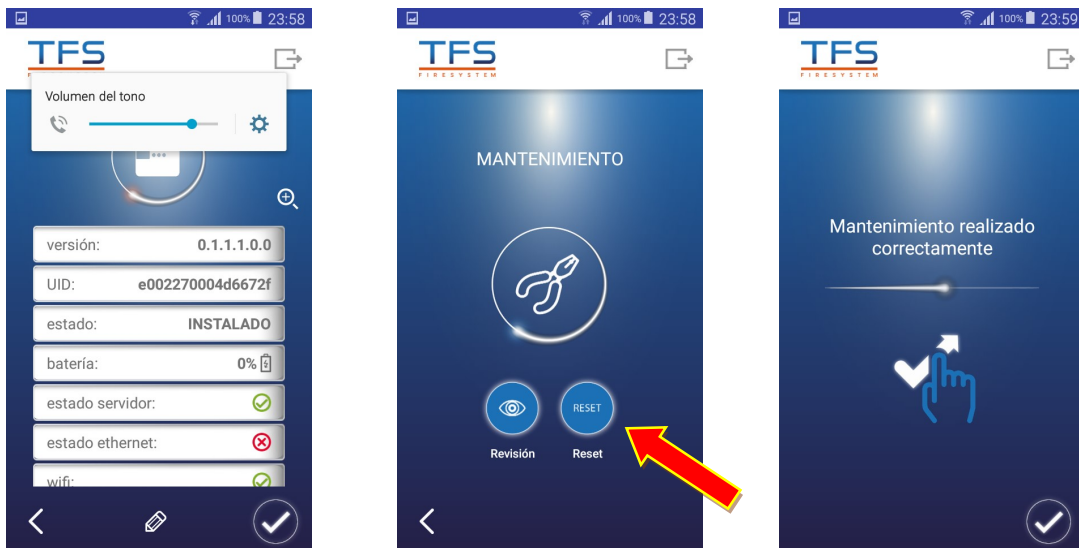 100% 23:58
TFS
FIRESYSTEM
Volumen del tono
versión: 0.1.1.1.0.0
UID: e002270004d6672f
estado: INSTALADO
batería: 0%
estado servidor:
estado ethernet:
wifi:
100% 23:58
TFS
FIRESYSTEM
MANTENIMIENTO
RESET
Revisión Reset
100% 23:59
TFS
FIRESYSTEM
Mantenimiento realizado
correctamente